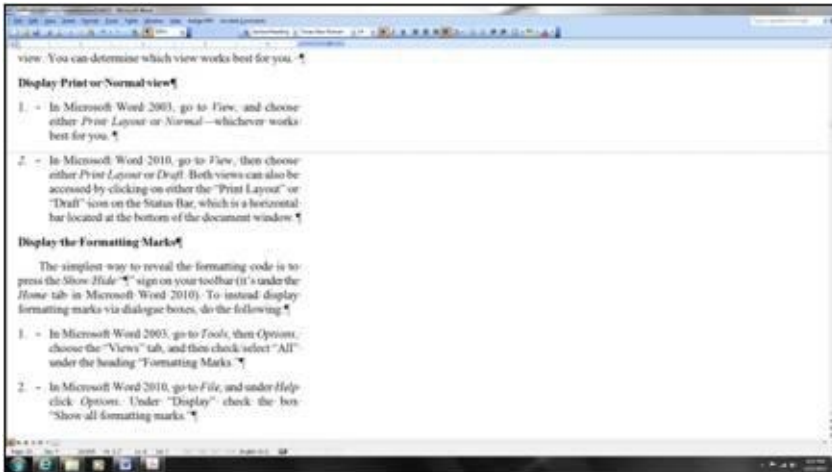 Microsoft Word
view. You can determine which view works best for you. ¶
Display Print or Normal view¶
1. In Microsoft Word 2003, go to View, and choose
either Print Layout or Normal—whichever works
best for you. ¶
2. In Microsoft Word 2010, go to View, then choose
either Print Layout or Draft. Both views can also be
accessed by clicking on either the “Print Layout” or
“Draft” icon on the Status Bar, which is a horizontal
bar located at the bottom of the document window. ¶
Display the Formatting Marks¶
The simplest way to reveal the formatting code is to
press the Show/Hide “¶” sign on your toolbar (it’s under the
Home tab in Microsoft Word 2010). To instead display
formatting marks via dialogue boxes, do the following:¶
1. In Microsoft Word 2003, go to Tools, then Options,
choose the “Views” tab, and then check/select “All”
under the heading “Formatting Marks.”¶
2. In Microsoft Word 2010, go to File, and under Help
click Options. Under “Display” check the box
“Show all formatting marks.”¶